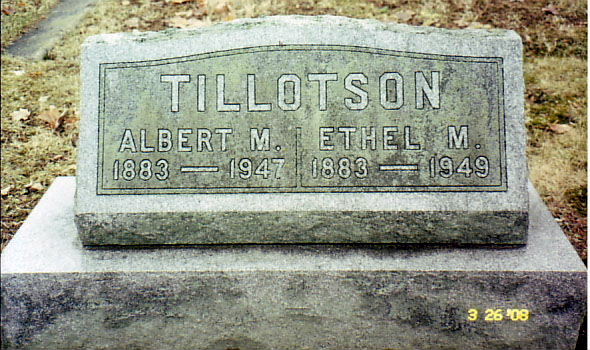 TILLOTSON
ALBERT M. ETHEL M.
1883 — 1947 1883 — 1949
3 26 '08